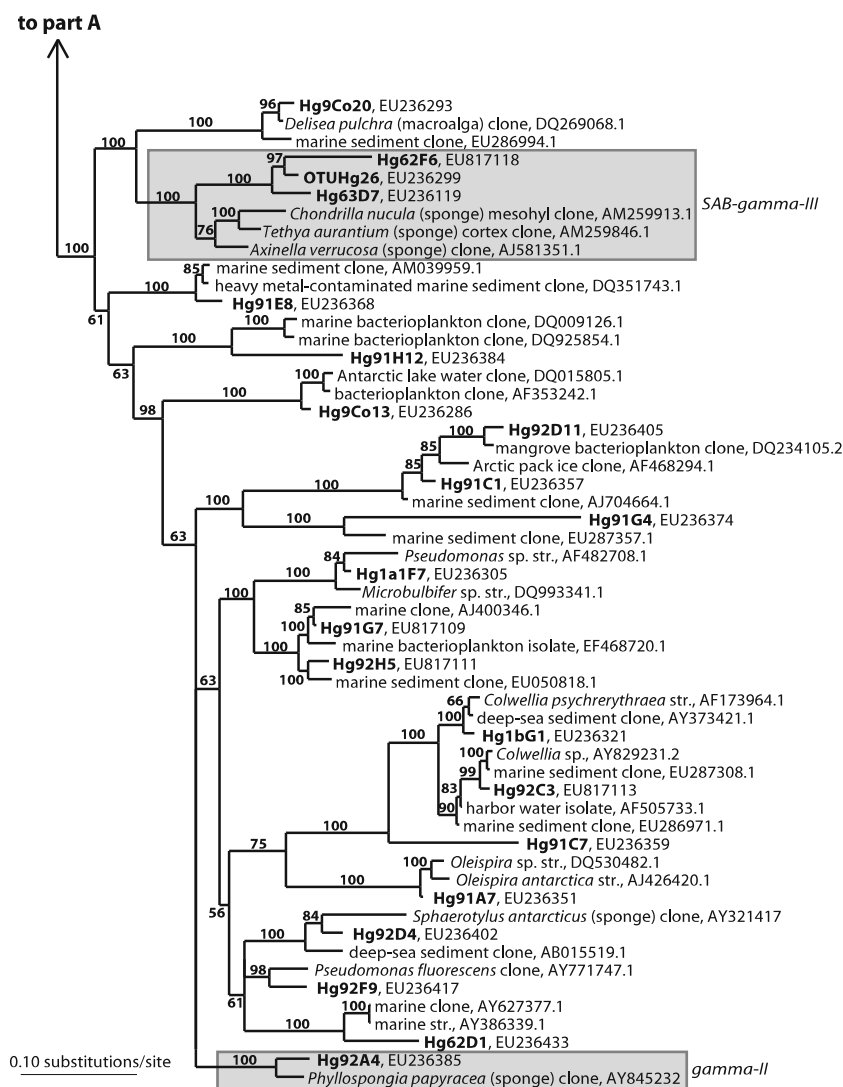 to part A
96
Hg9Co20, EU236293
100
Delisea pulchra (macroalga) clone, DQ269068.1
marine sediment clone, EU286994.1
100
97
Hg62F6, EU817118
100
OTUHg26, EU236299
100
Hg63D7, EU236119
SAB-gamma-III
100
Chondrilla nucula (sponge) mesohyl clone, AM259913.1
76
Tethya aurantium (sponge) cortex clone, AM259846.1
100
Axinella verrucosa (sponge) clone, AJ581351.1
85
marine sediment clone, AM039959.1
100
heavy metal-contaminated marine sediment clone, DQ351743.1
Hg91E8, EU236368
61
100
marine bacterioplankton clone, DQ009126.1
100
marine bacterioplankton clone, DQ925854.1
Hg91H12, EU236384
63
100
Antarctic lake water clone, DQ015805.1
100
bacterioplankton clone, AF353242.1
98
Hg9Co13, EU236286
100
Hg92D11, EU236405
85
mangrove bacterioplankton clone, DQ234105.2
85
Arctic pack ice clone, AF468294.1
100
Hg91C1, EU236357
100
marine sediment clone, AJ704664.1
100
Hg91G4, EU236374
63
marine sediment clone, EU287357.1
84
Pseudomonas sp. str., AF482708.1
100
Hg1a1F7, EU236305
100
Microbulbifer sp. str., DQ993341.1
85
marine clone, AJ400346.1
100
Hg91G7, EU817109
100
marine bacterioplankton isolate, EF468720.1
Hg92H5, EU817111
63
100
marine sediment clone, EU050818.1
66
Colwellia psychrerythraea str., AF173964.1
100
deep-sea sediment clone, AY373421.1
100
Hg1bG1, EU236321
100
Colwellia sp., AY829231.2
99
marine sediment clone, EU287308.1
83
Hg92C3, EU817113
90
harbor water isolate, AF505733.1
100
marine sediment clone, EU286971.1
75
Hg91C7, EU236359
100
Oleispira sp. str., DQ530482.1
100
Oleispira antarctica str., AJ426420.1
Hg91A7, EU236351
56
84
Sphaerotylus antarcticus (sponge) clone, AY321417
100
Hg92D4, EU236402
deep-sea sediment clone, AB015519.1
98
Pseudomonas fluorescens clone, AY771747.1
Hg92F9, EU236417
61
100
marine clone, AY627377.1
100
marine str., AY386339.1
Hg62D1, EU236433
0.10 substitutions/site
100
Hg92A4, EU236385
gamma-II
Phyllospongia papyracea (sponge) clone, AY845232